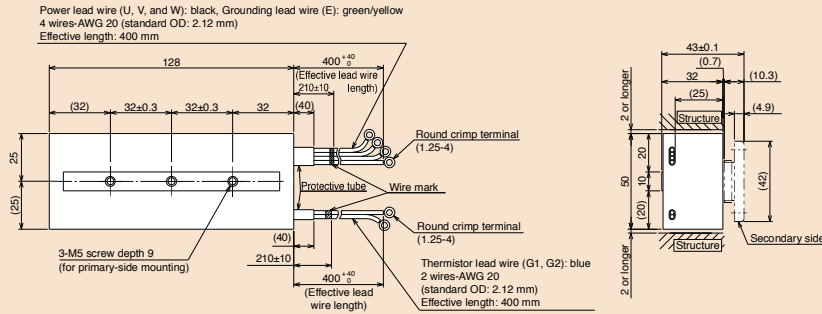 Power lead wire (U, V, and W): black, Grounding lead wire (E): green/yellow
4 wires-AWG 20 (standard OD: 2.12 mm)
Effective length: 400 mm
128
400 +40 0
(Effective lead wire
length)
210±10
(32)
32±0.3
32±0.3
32
(40)
25
(25)
Round crimp terminal
(1.25-4)
Protective tube
Wire mark
Round crimp terminal
(1.25-4)
3-M5 screw depth 9
(for primary-side mounting)
(40)
210±10
400 +40 0
(Effective lead
wire length)
Thermistor lead wire (G1, G2): blue
2 wires-AWG 20
(standard OD: 2.12 mm)
Effective length: 400 mm
43±0.1
(0.7)
32
(10.3)
(25)
(4.9)
2 or longer
Structure
50
20
10
(20)
(42)
Secondary side
Structure
2 or longer